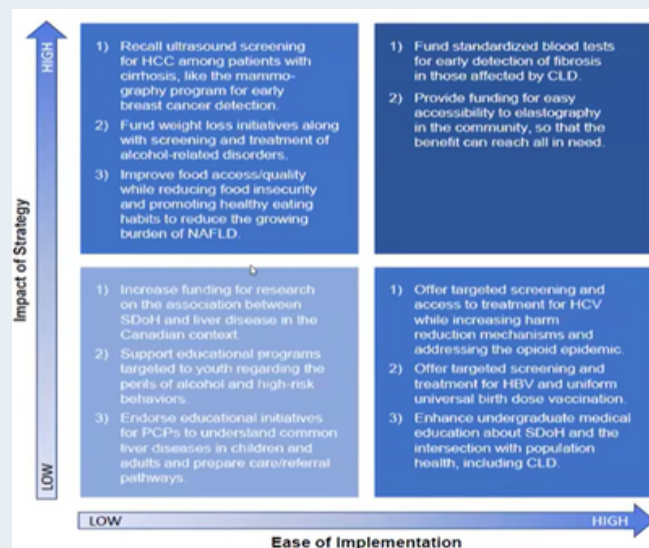 HIGH
Impact of Strategy
LOW
1) Recall ultrasound screening
for HCC among patients with
cirrhosis, like the mammo-
graphy program for early
breast cancer detection.
2) Fund weight loss initiatives along
with screening and treatment of
alcohol-related disorders.
3) Improve food access/quality
while reducing food insecurity
and promoting healthy eating
habits to reduce the growing
burden of NAFLD.
1) Fund standardized blood tests
for early detection of fibrosis
in those affected by CLD.
2) Provide funding for easy
accessibility to elastography
in the community, so that the
benefit can reach all in need.
1) Increase funding for research
on the association between
SDoH and liver disease in the
Canadian context.
2) Support educational programs
targeted to youth regarding the
perils of alcohol and high-risk
behaviors.
3) Endorse educational initiatives
for PCPs to understand common
liver diseases in children and
adults and prepare care/referral
pathways.
1) Offer targeted screening and
access to treatment for HCV
while increasing harm
reduction mechanisms and
addressing the opioid epidemic.
2) Offer targeted screening and
treatment for HBV and uniform
universal birth dose vaccination.
3) Enhance undergraduate medical
education about SDoH and the
intersection with population
health, including CLD.
LOW
HIGH
Ease of Implementation